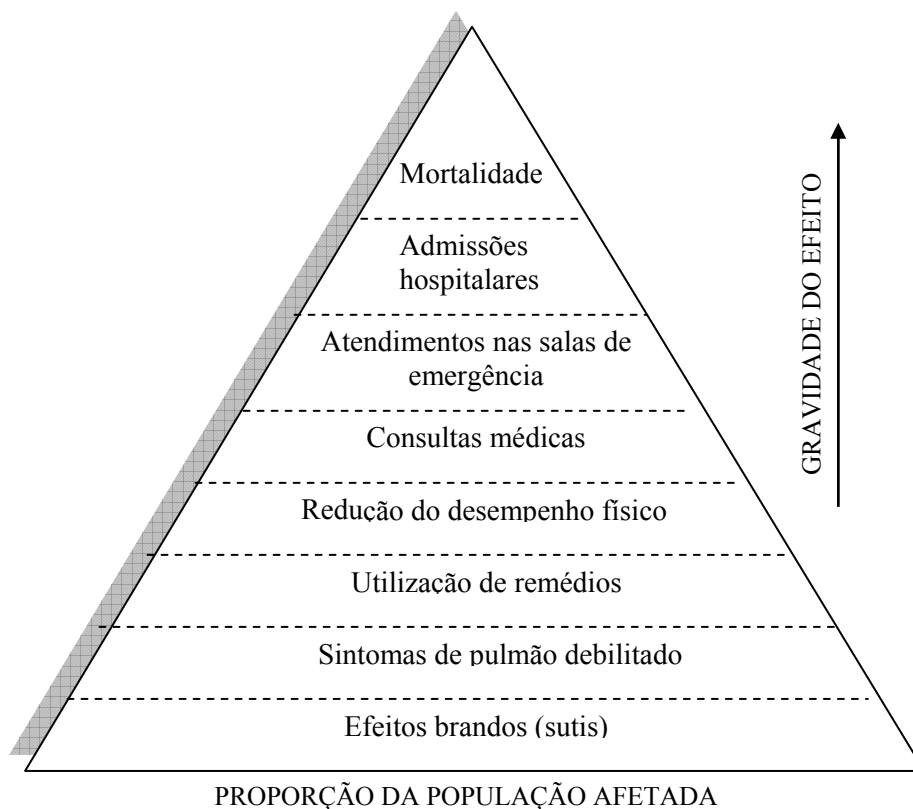 Mortalidade
Admissões
hospitalares
Atendimentos nas salas de
emergência
Consultas médicas
Redução do desempenho físico
Utilização de remédios
Sintomas de pulmão debilitado
Efeitos brandos (sutis)
PROPORÇÃO DA POPULAÇÃO AFETADA
GRAVIDADE DO EFEITO